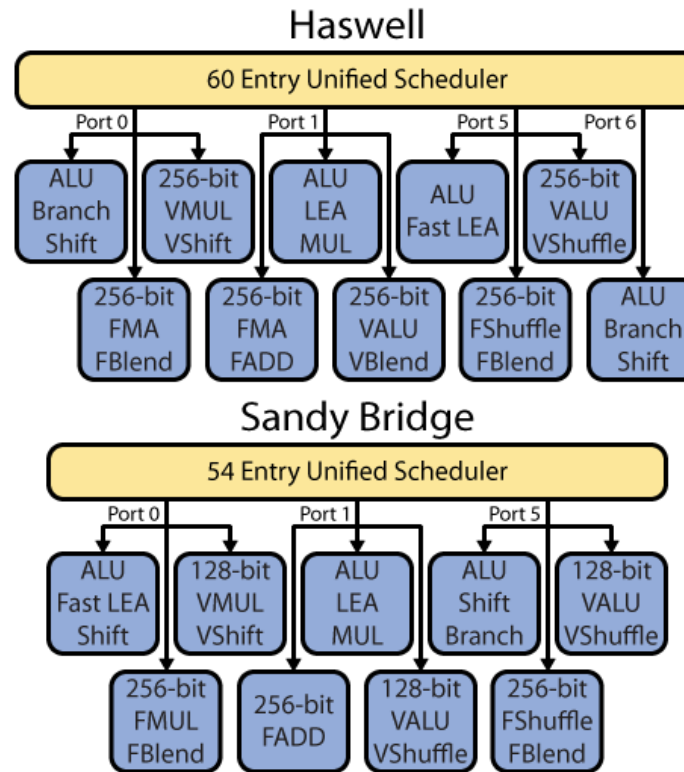 Haswell
60 Entry Unified Scheduler
Port 0
Port 1
Port 5
Port 6
ALU
Branch
Shift
256-bit
VMUL
VShift
ALU
LEA
MUL
ALU
Fast LEA
256-bit
VALU
VShuffle
256-bit
FMA
FBlend
256-bit
FMA
FADD
256-bit
VALU
VBlend
256-bit
FShuffle
FBlend
ALU
Branch
Shift
Sandy Bridge
54 Entry Unified Scheduler
Port 0
Port 1
Port 5
ALU
Fast LEA
Shift
128-bit
VMUL
VShift
ALU
LEA
MUL
ALU
Shift
Branch
128-bit
VALU
VShuffle
256-bit
FMUL
FBlend
256-bit
FADD
128-bit
VALU
VShuffle
256-bit
FShuffle
FBlend